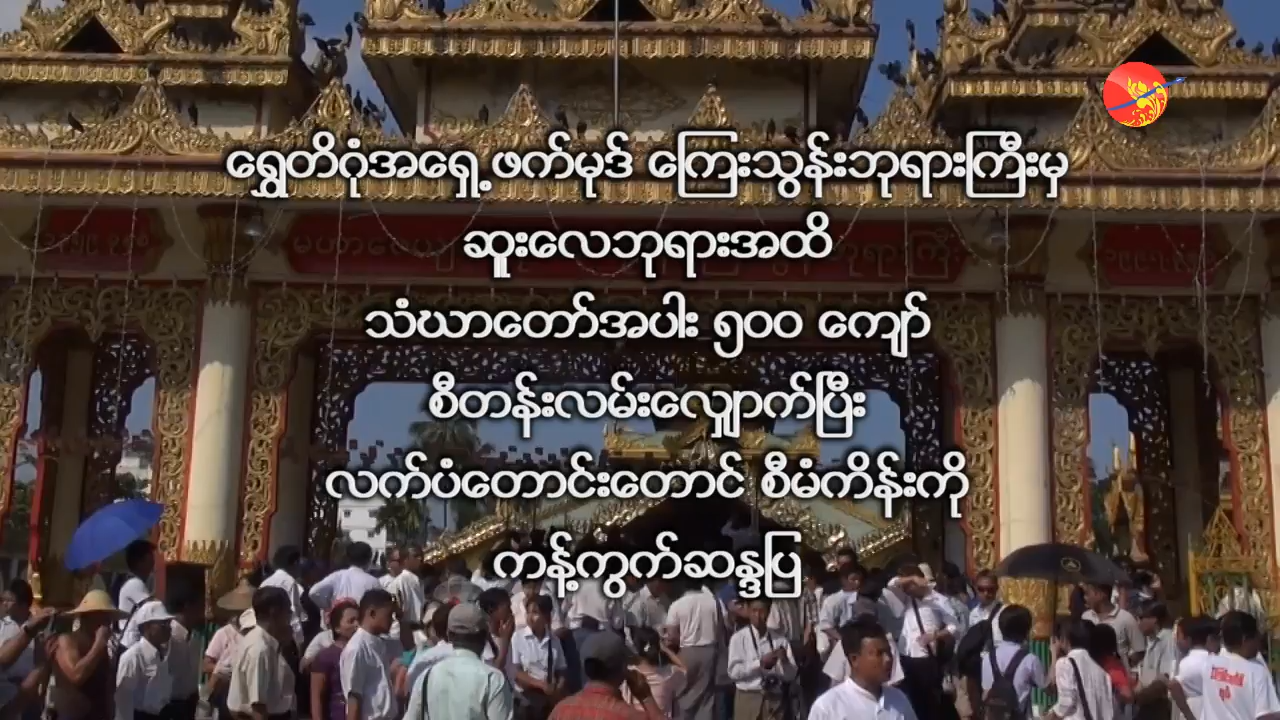 ရွှေတိဂုံအရှေ့ဖက်မုဒ် ကြေးသွန်းဘုရားကြီးမှ
ဆူးလေဘုရားအထိ
သံဃာတော်အပါး ၅၀၀ ကျော်
စီတန်းလမ်းလျှောက်ပြီး
လက်ပံတောင်းတောင် စီမံကိန်းကို
ကန့်ကွက်ဆန္ဒပြ